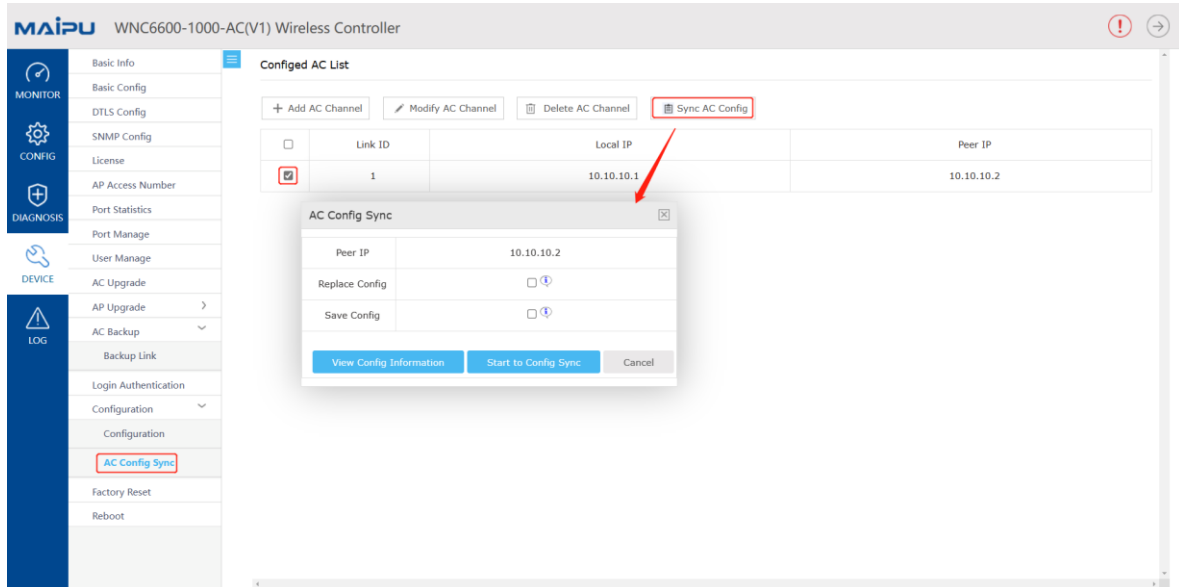 MAIPU WNC6600-1000-AC(V1) Wireless Controller
MONITOR
CONFIG
DIAGNOSIS
DEVICE
LOG
Basic Info
Basic Config
DTLS Config
SNMP Config
License
AP Access Number
Port Statistics
Port Manage
User Manage
AC Upgrade
AP Upgrade
AC Backup
Backup Link
Login Authentication
Configuration
Configuration
AC Config Sync
Factory Reset
Reboot
Configed AC List
Add AC Channel Modify AC Channel Delete AC Channel Sync AC Config
Link ID Local IP Peer IP
1 10.10.10.1 10.10.10.2
AC Config Sync
Peer IP 10.10.10.2
Replace Config
Save Config
View Config Information Start to Config Sync Cancel